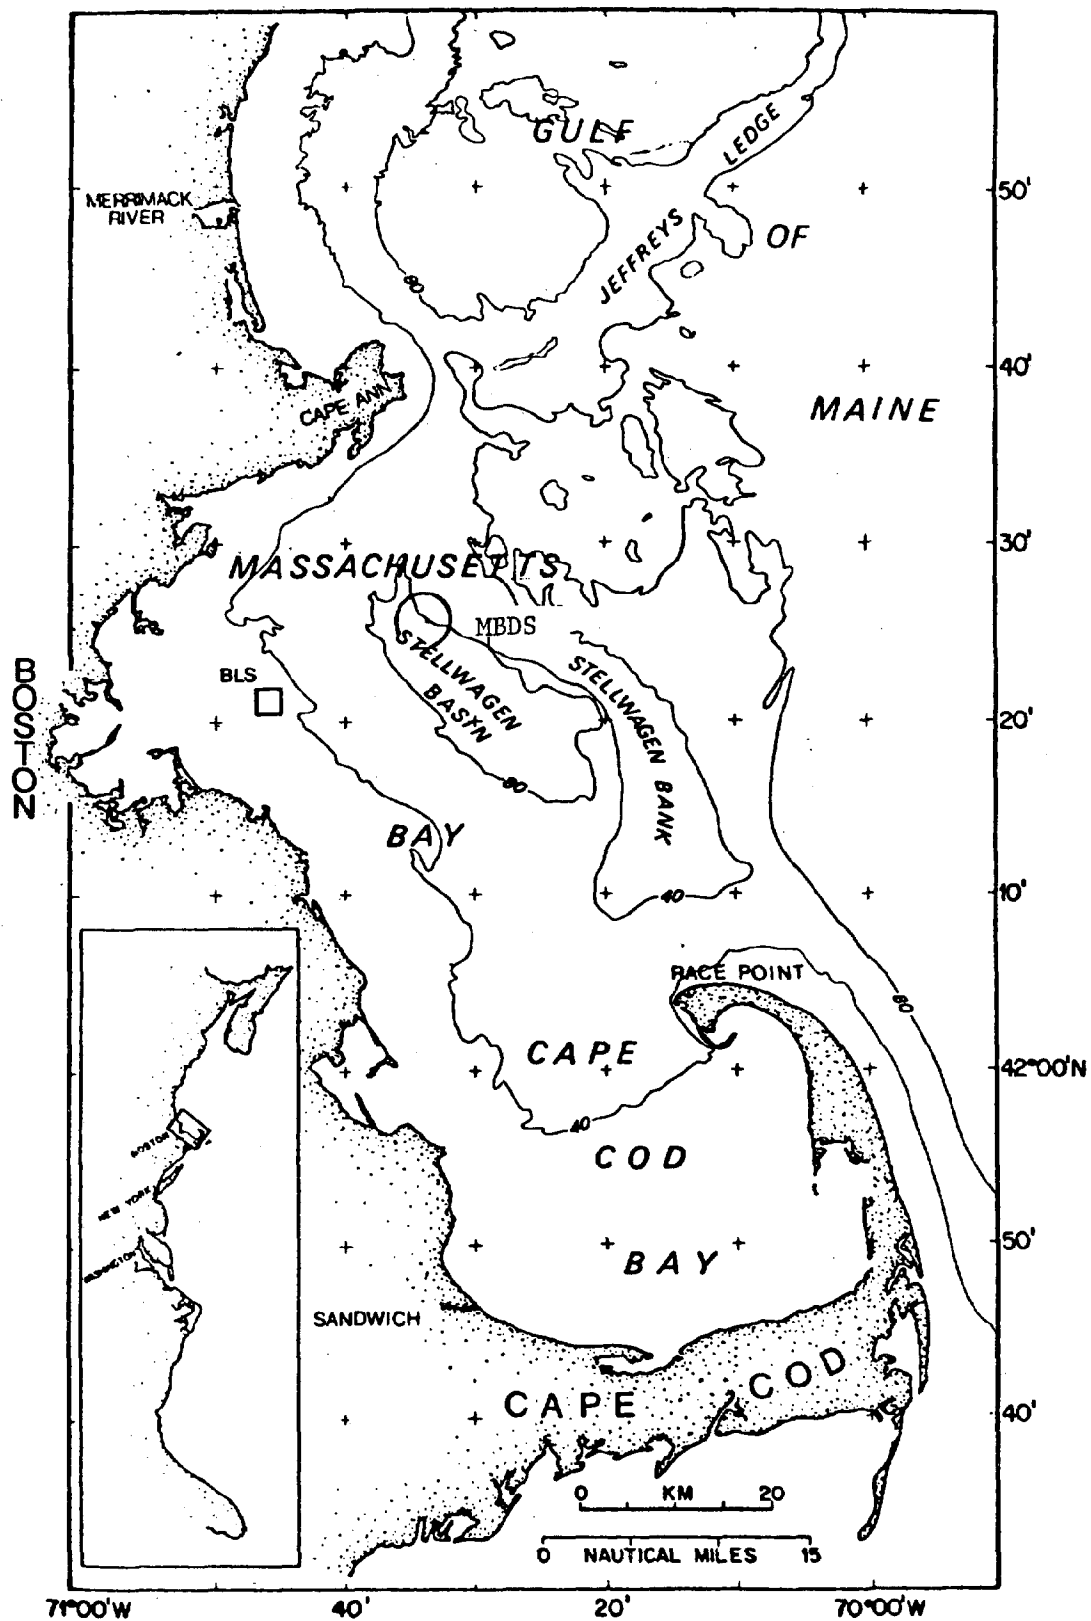 GULF
LEDGE
MERRIMACK
RIVER
50'
JEFFREYS
OF
80
40'
CAPE ANN
MAINE
30'
MASSACHUSETTS
MBDS
STELLWAGEN
BASIN
STELLWAGEN BANK
BLS
BOSTON
20'
80
BAY
40
10'
RACE POINT
60
CAPE
42°00'N
40
COD
BOSTON
NEW YORK
WASHINGTON
50'
BAY
SANDWICH
CAPE COD
40'
0 KM 20
0 NAUTICAL MILES 15
71°00'W 40' 20' 70°00'W